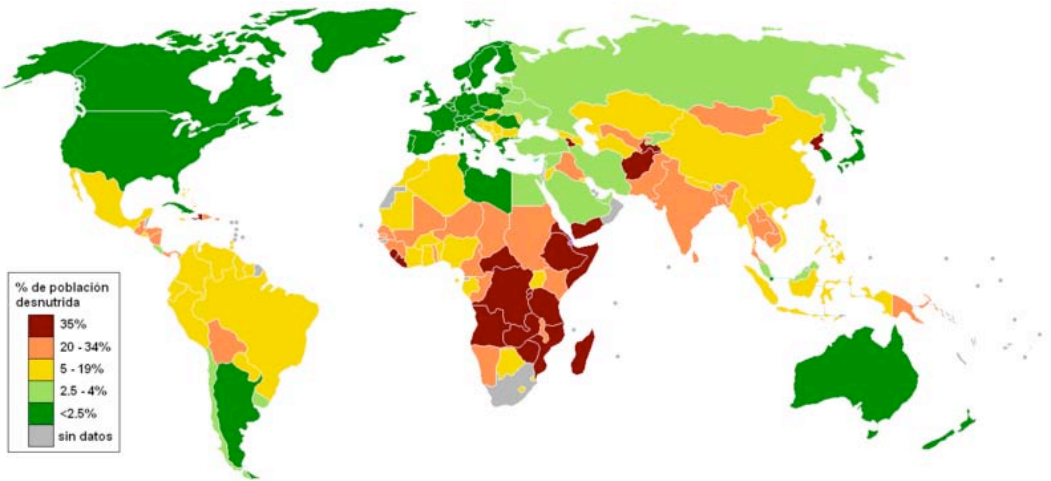 % de población
desnutrida
35%
20 - 34%
5 - 19%
2.5 - 4%
<2.5%
sin datos